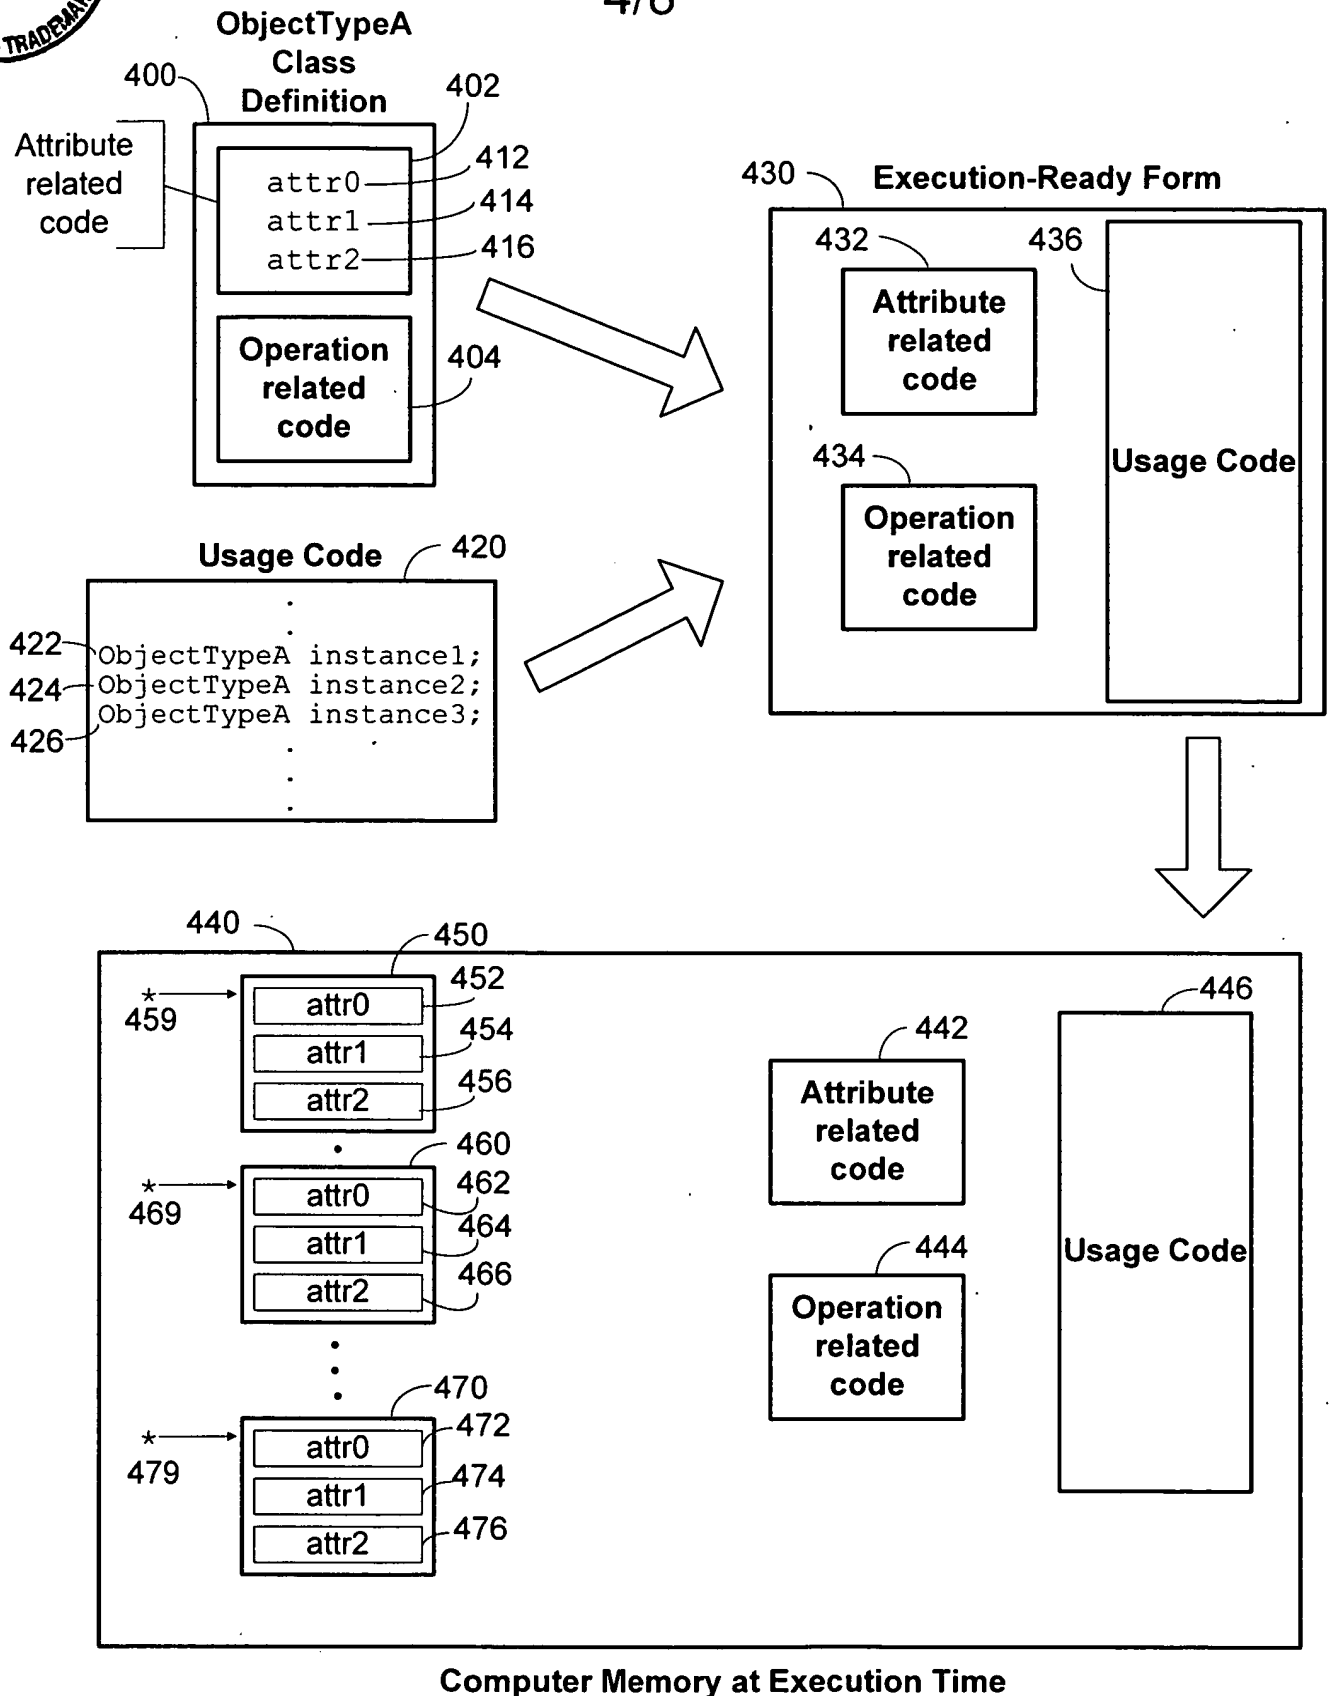 4/6
TRADEMAR
ObjectTypeA
Class
Definition
400
402
Attribute
related
code
attr0
412
attr1
414
attr2
416
Operation
related
code
404
430
Execution-Ready Form
432
436
Attribute
related
code
434
Operation
related
code
Usage Code
Usage Code
420
.
.
422
ObjectTypeA instance1;
424
ObjectTypeA instance2;
426
ObjectTypeA instance3;
.
.
.
440
450
*
459
attr0
452
attr1
454
attr2
456
460
*
469
attr0
462
attr1
464
attr2
466
470
*
479
attr0
472
attr1
474
attr2
476
442
Attribute
related
code
444
Operation
related
code
446
Usage Code
Computer Memory at Execution Time